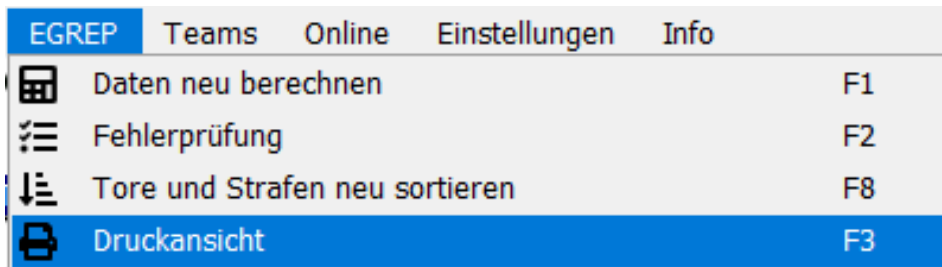 EGREP Teams Online Einstellungen Info
Daten neu berechnen F1
Fehlerprüfung F2
Tore und Strafen neu sortieren F8
Druckansicht F3